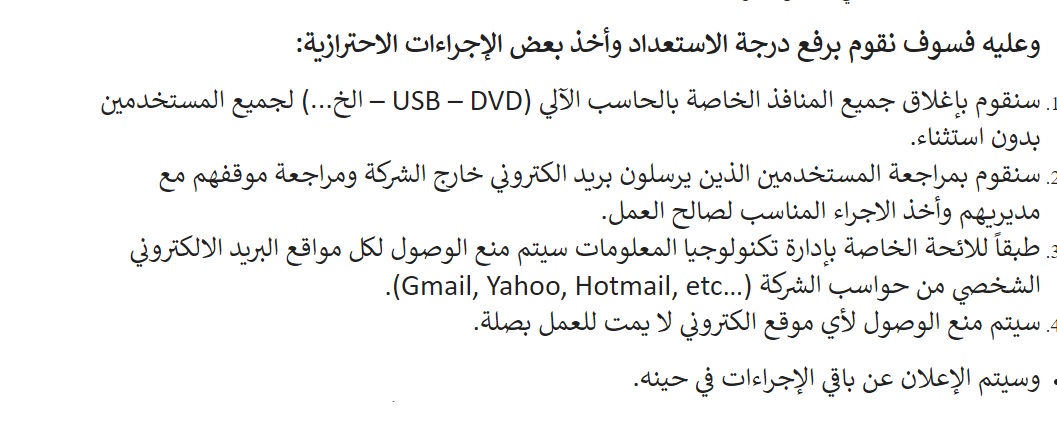 وعليه فسوف نقوم برفع درجة الاستعداد وأخذ بعض الإجراءات الاحترازية:
1. سنقوم بإغلاق جميع المنافذ الخاصة بالحاسب الآلي (USB – DVD – الخ...) لجميع المستخدمين
بدون استثناء.
2. سنقوم بمراجعة المستخدمين الذين يرسلون بريد الكتروني خارج الشركة ومراجعة موقفهم مع
مديريهم وأخذ الاجراء المناسب لصالح العمل.
3. طبقاً للائحة الخاصة بإدارة تكنولوجيا المعلومات سيتم منع الوصول لكل مواقع البريد الالكتروني
الشخصي من حواسب الشركة (Gmail, Yahoo, Hotmail, etc...).
4. سيتم منع الوصول لأي موقع الكتروني لا يمت للعمل بصلة.
• وسيتم الإعلان عن باقي الإجراءات في حينه.